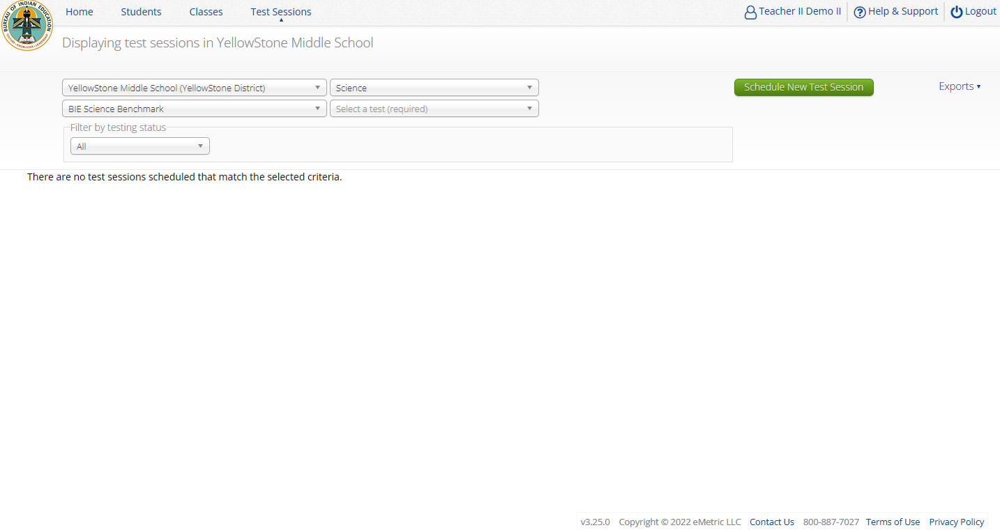 BUREAU OF INDIAN EDUCATION
CULTURE • KNOWLEDGE • LEADERSHIP
Home Students Classes Test Sessions Teacher II Demo II Help & Support Logout
Displaying test sessions in YellowStone Middle School
YellowStone Middle School (YellowStone District) Science Schedule New Test Session Exports
BIE Science Benchmark Select a test (required)
Filter by testing status
All
There are no test sessions scheduled that match the selected criteria.
v3.25.0 Copyright © 2022 eMetric LLC Contact Us 800-887-7027 Terms of Use Privacy Policy